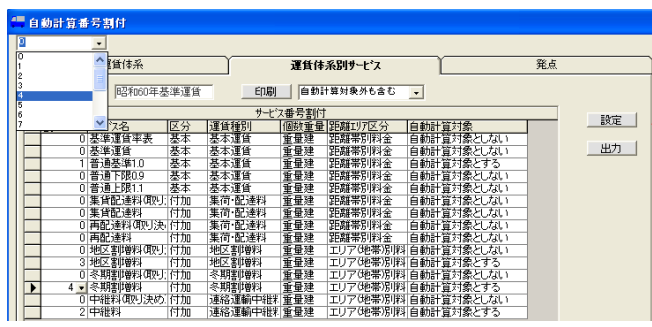 自動計算番号割付
0
0
1
2
3
4
5
6
7
賃体系
運賃体系別サービス
発点
昭和60年基準運賃
印刷
自動計算対象外も含む
設定
出力
サービス番号割付
ス名 区分 運賃種別 個数重量 距離エリア区分 自動計算対象
0 基準運賃率表 基本 基本運賃 重量建 距離帯別料金 自動計算対象としない
0 基準運賃 基本 基本運賃 重量建 距離帯別料金 自動計算対象としない
1 普通基準1.0 基本 基本運賃 重量建 距離帯別料金 自動計算対象とする
0 普通下限0.9 基本 基本運賃 重量建 距離帯別料金 自動計算対象としない
0 普通上限1.1 基本 基本運賃 重量建 距離帯別料金 自動計算対象としない
0 集貨配達料(取り 付加 集荷・配達料 重量建 距離帯別料金 自動計算対象としない
0 集貨配達料 付加 集荷・配達料 重量建 距離帯別料金 自動計算対象としない
0 再配達料(取り決 付加 集荷・配達料 重量建 距離帯別料金 自動計算対象としない
0 再配達料 付加 集荷・配達料 重量建 距離帯別料金 自動計算対象としない
0 地区割増料(取り 付加 地区割増料 重量建 エリア(地帯)別料 自動計算対象としない
3 地区割増料 付加 地区割増料 重量建 エリア(地帯)別料 自動計算対象とする
0 冬期割増料(取り 付加 冬期割増料 重量建 エリア(地帯)別料 自動計算対象としない
4 冬期割増料 付加 冬期割増料 重量建 エリア(地帯)別料 自動計算対象とする
0 中継料(取り決め) 付加 連絡運輸中継料 重量建 エリア(地帯)別料 自動計算対象としない
2 中継料 付加 連絡運輸中継料 重量建 エリア(地帯)別料 自動計算対象とする